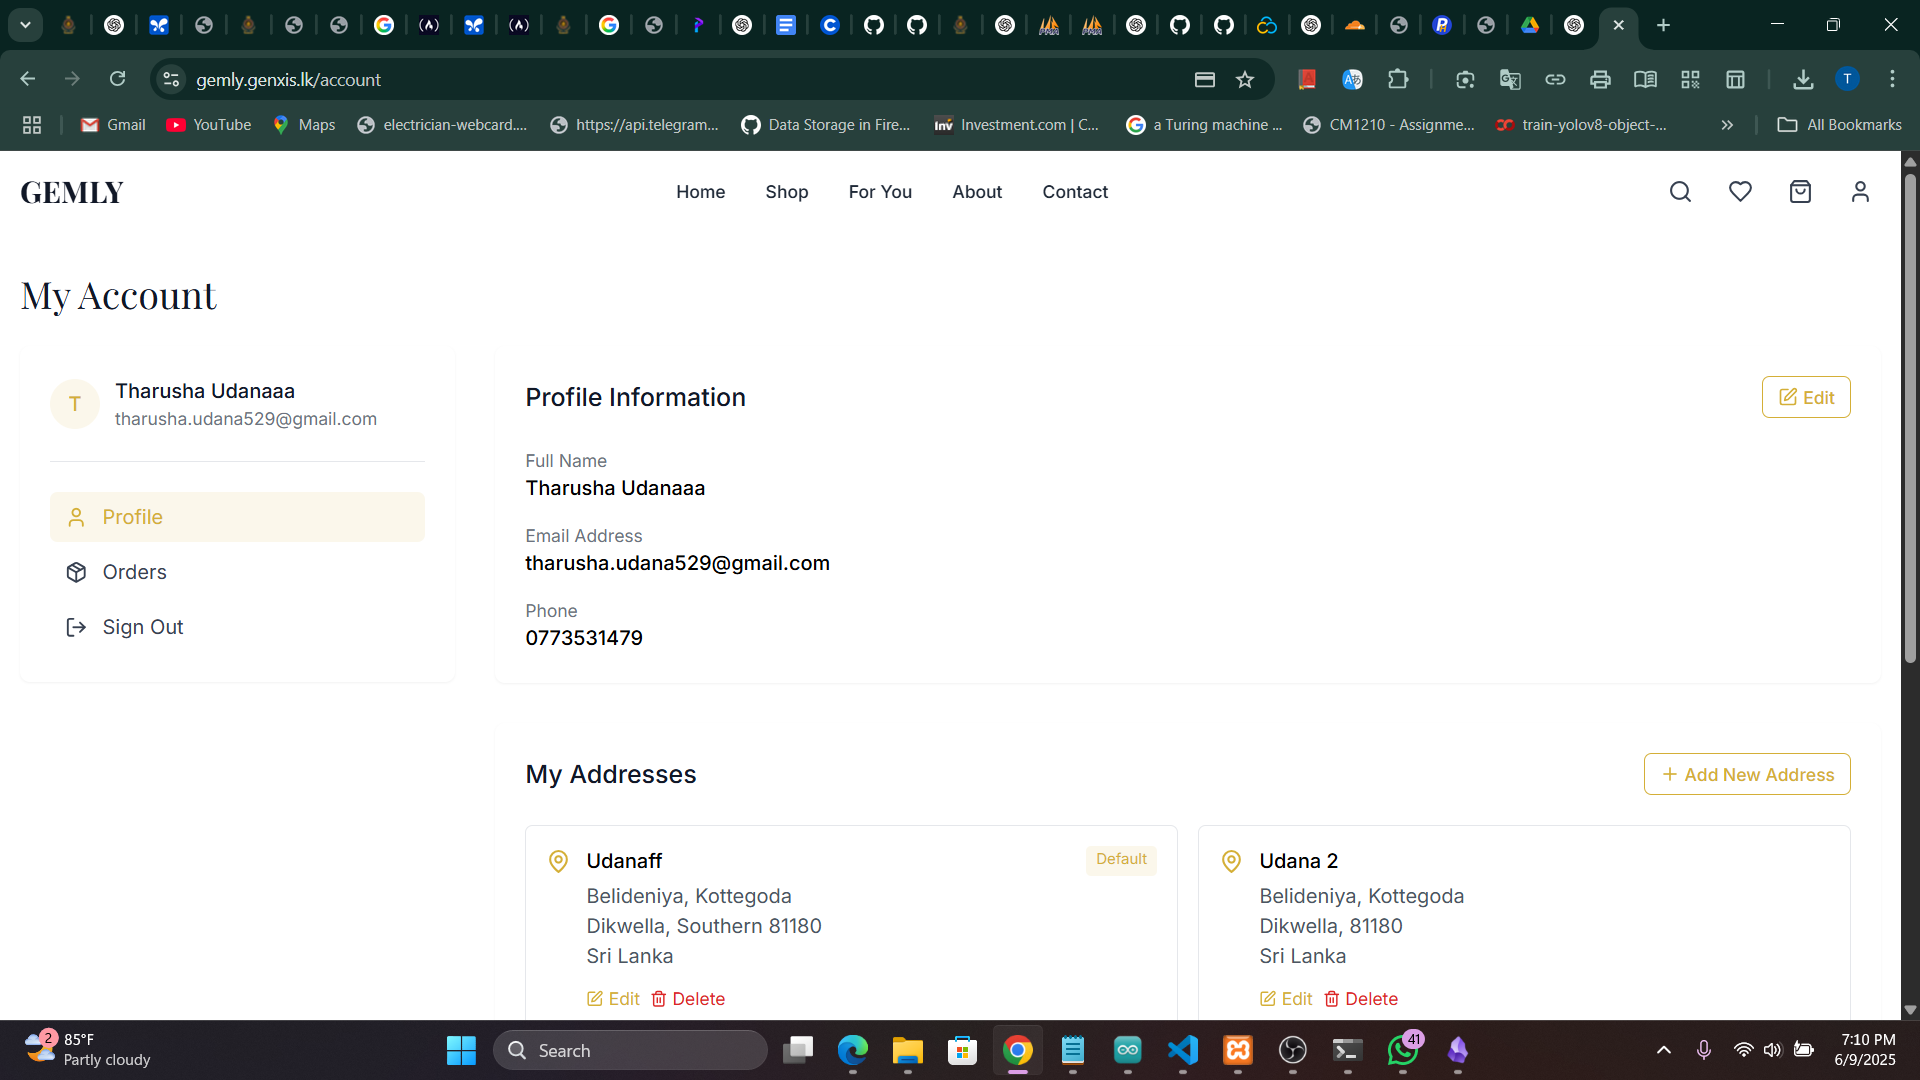 gemly.genxis.lk/account
T
Gmail
YouTube
Maps
electrician-webcard....
https://api.telegram...
Data Storage in Fire...
Inv
Investment.com | C...
a Turing machine ...
CM1210 - Assignme...
train-yolov8-object-...
All Bookmarks
GEMLY
Home
Shop
For You
About
Contact
My Account
T
Tharusha Udanaaa
tharusha.udana529@gmail.com
Profile
Orders
Sign Out
Profile Information
Edit
Full Name
Tharusha Udanaaa
Email Address
tharusha.udana529@gmail.com
Phone
0773531479
My Addresses
Add New Address
Udanaff
Default
Belideniya, Kottegoda
Dikwella, Southern 81180
Sri Lanka
Edit
Delete
Udana 2
Belideniya, Kottegoda
Dikwella, 81180
Sri Lanka
Edit
Delete
2
85°F
Partly cloudy
Search
41
7:10 PM
6/9/2025